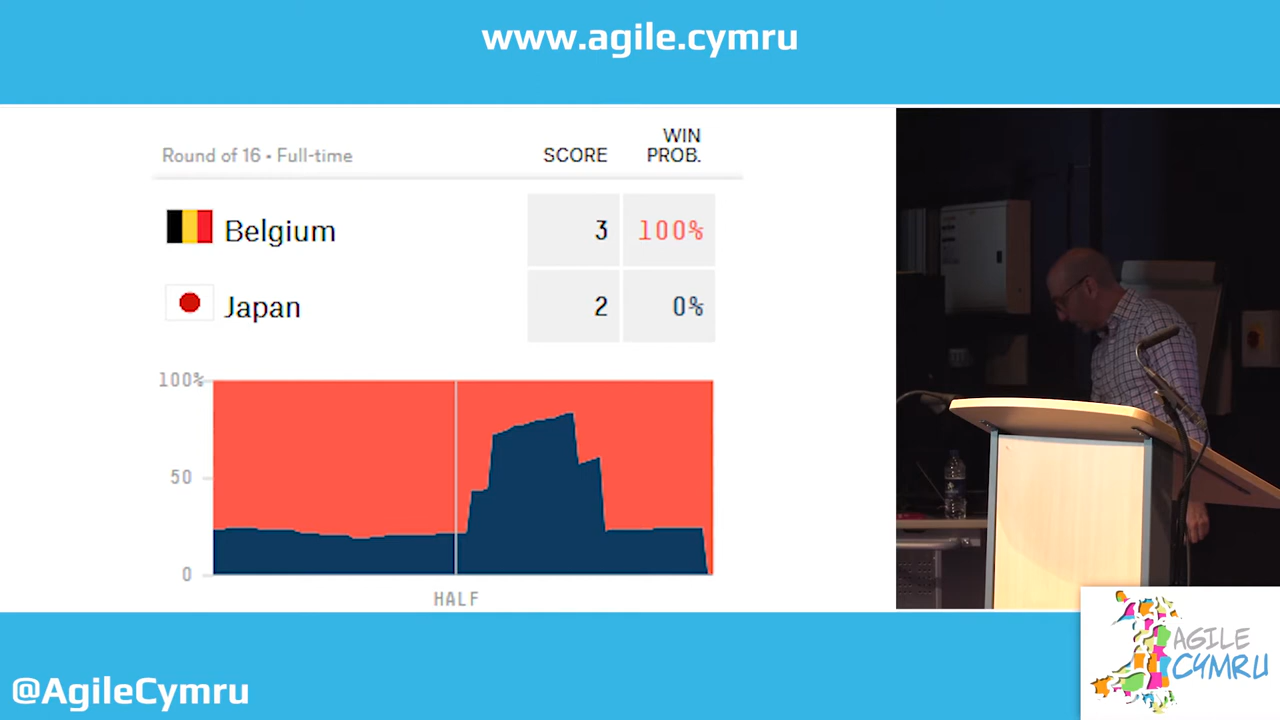 www.agile.cymru
Round of 16 • Full-time
SCORE
WIN
PROB.
Belgium
3
100%
Japan
2
0%
100%
50
0
HALF
@AgileCymru
AGILE
CYMRU